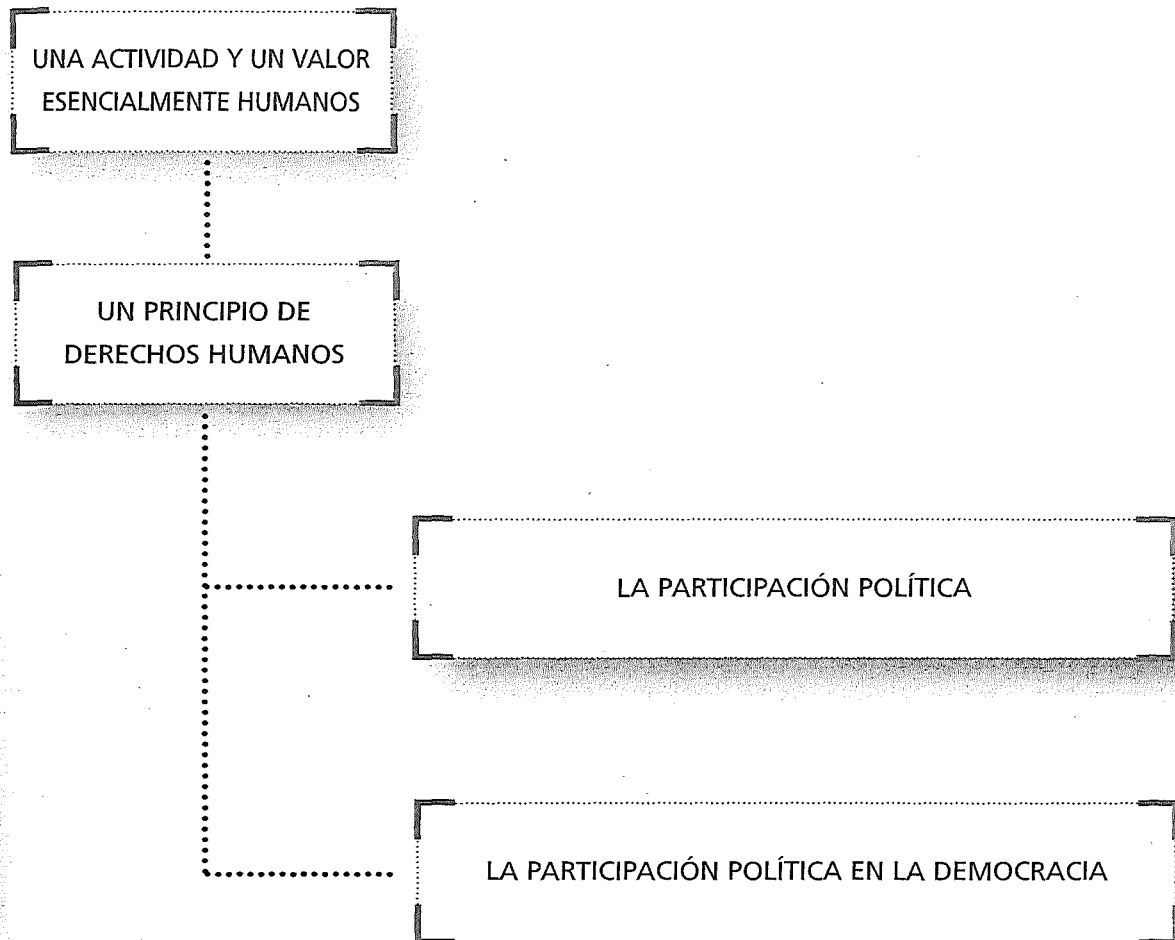 UNA ACTIVIDAD Y UN VALOR
ESENCIALMENTE HUMANOS
UN PRINCIPIO DE
DERECHOS HUMANOS
LA PARTICIPACIÓN POLÍTICA
LA PARTICIPACIÓN POLÍTICA EN LA DEMOCRACIA